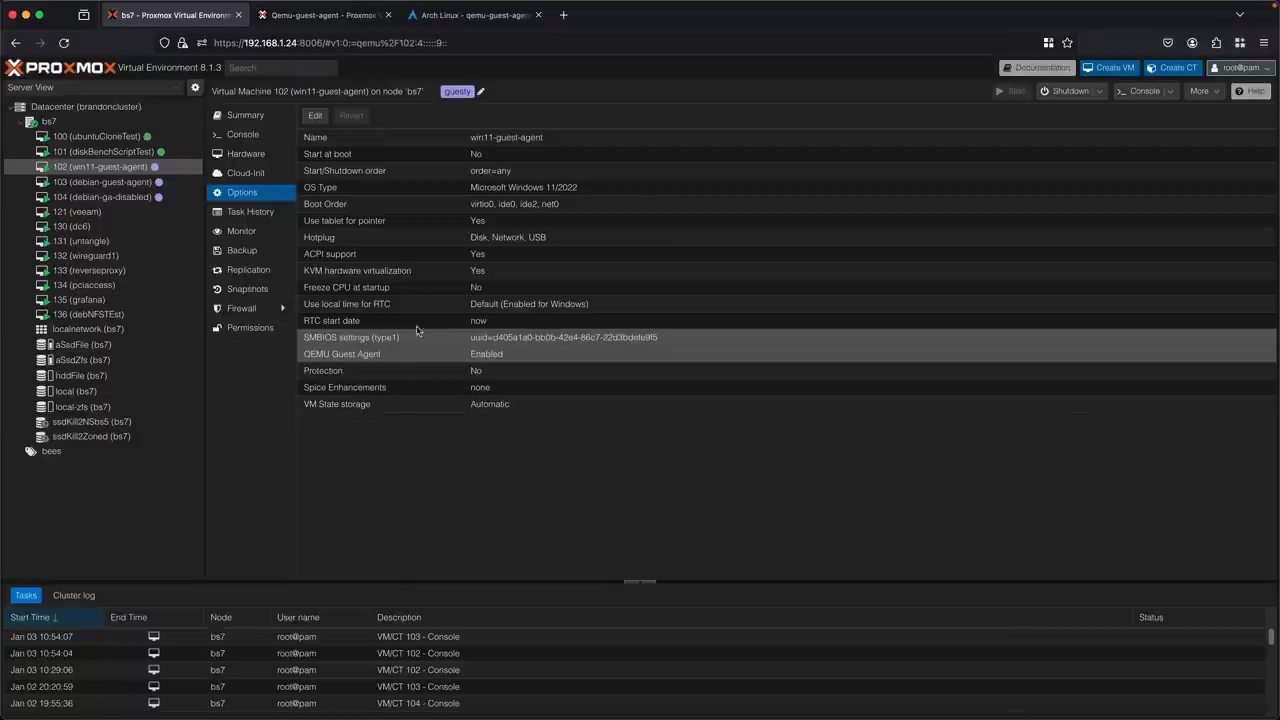 bs7 - Proxmox Virtual Environm
Qemu-guest-agent - Proxmox V
Arch Linux - qemu-guest-agen
https://192.168.1.24:8006/#v1:0:=qemu%2F102:4:::::9::
PROXMOX Virtual Environment 8.1.3
Search
Documentation
Create VM
Create CT
root@pam
Server View
Virtual Machine 102 (win11-guest-agent) on node 'bs7'
guesty
Start
Shutdown
Console
More
Help
Datacenter (brandoncluster)
bs7
100 (ubuntuCloneTest)
101 (diskBenchScriptTest)
102 (win11-guest-agent)
103 (debian-guest-agent)
104 (debian-ga-disabled)
121 (veeam)
130 (dc6)
131 (untangle)
132 (wireguard1)
133 (reverseproxy)
134 (pciaccess)
135 (grafana)
136 (debNFSTEst)
localnetwork (bs7)
aSsdFile (bs7)
aSsdZfs (bs7)
hddFile (bs7)
local (bs7)
local-zfs (bs7)
ssdKill2NSbs5 (bs7)
ssdKill2Zoned (bs7)
bees
Summary
Console
Hardware
Cloud-Init
Options
Task History
Monitor
Backup
Replication
Snapshots
Firewall
Permissions
Edit
Revert
Name win11-guest-agent
Start at boot No
Start/Shutdown order order=any
OS Type Microsoft Windows 11/2022
Boot Order virtio0, ide0, ide2, net0
Use tablet for pointer Yes
Hotplug Disk, Network, USB
ACPI support Yes
KVM hardware virtualization Yes
Freeze CPU at startup No
Use local time for RTC Default (Enabled for Windows)
RTC start date now
SMBIOS settings (type1) uuid=d405a1a0-bb0b-42e4-86c7-22d3bdefe9f5
QEMU Guest Agent Enabled
Protection No
Spice Enhancements none
VM State storage Automatic
Tasks
Cluster log
Start Time ↓ End Time Node User name Description Status
Jan 03 10:54:07 bs7 root@pam VM/CT 103 - Console
Jan 03 10:54:04 bs7 root@pam VM/CT 102 - Console
Jan 03 10:29:06 bs7 root@pam VM/CT 102 - Console
Jan 02 20:20:59 bs7 root@pam VM/CT 103 - Console
Jan 02 19:55:36 bs7 root@pam VM/CT 104 - Console